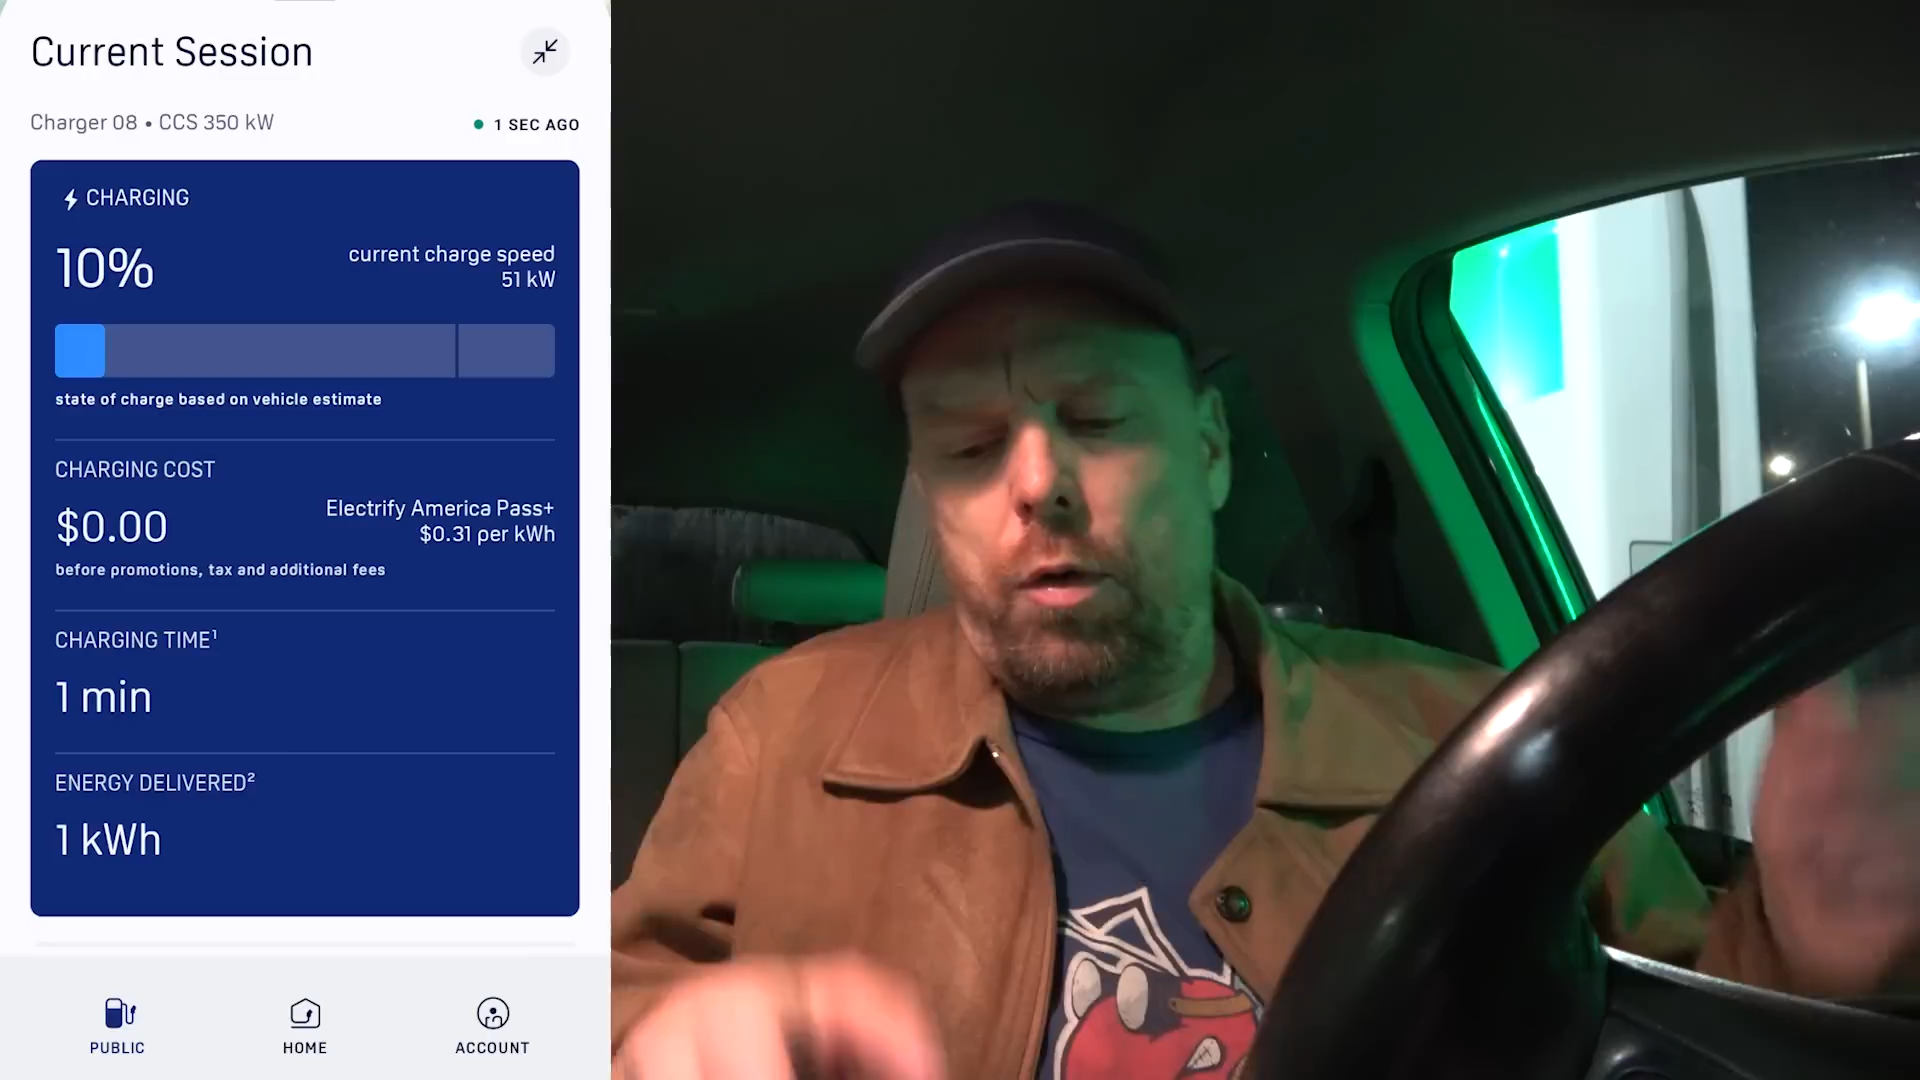 Current Session
Charger 08 • CCS 350 kW
1 SEC AGO
CHARGING
10%
current charge speed
51 kW
state of charge based on vehicle estimate
CHARGING COST
$0.00
Electrify America Pass+
$0.31 per kWh
before promotions, tax and additional fees
CHARGING TIME¹
1 min
ENERGY DELIVERED²
1 kWh
PUBLIC
HOME
ACCOUNT